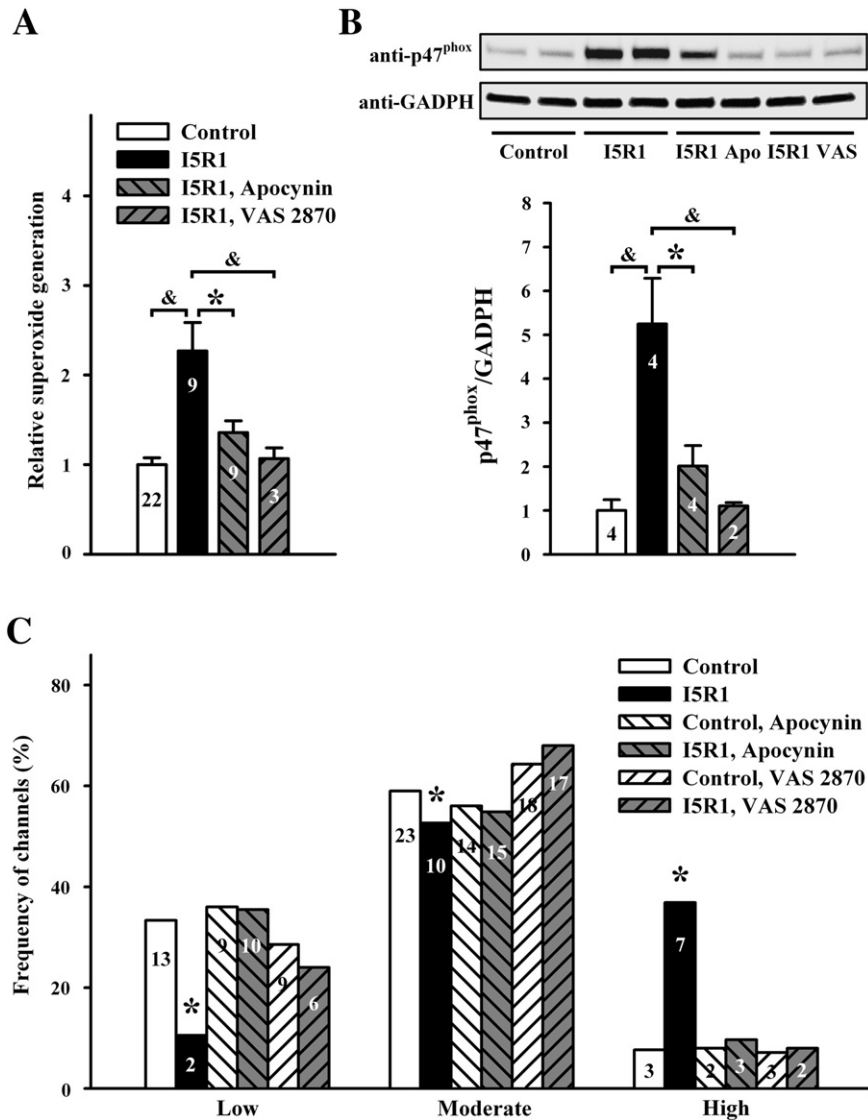 A
Control
I5R1
I5R1, Apocynin
I5R1, VAS 2870
Relative superoxide generation
4
3
2
1
0
&
&
*
22
9
9
3
B
anti-p47phox
anti-GADPH
Control I5R1 I5R1 Apo I5R1 VAS
p47phox/GADPH
8
7
6
5
4
3
2
1
0
&
&
*
4
4
4
2
C
Control
I5R1
Control, Apocynin
I5R1, Apocynin
Control, VAS 2870
I5R1, VAS 2870
Frequency of channels (%)
80
60
40
20
0
13
*
2
9
10
9
6
23
*
10
14
15
18
17
3
*
7
2
3
3
2
Low Moderate High